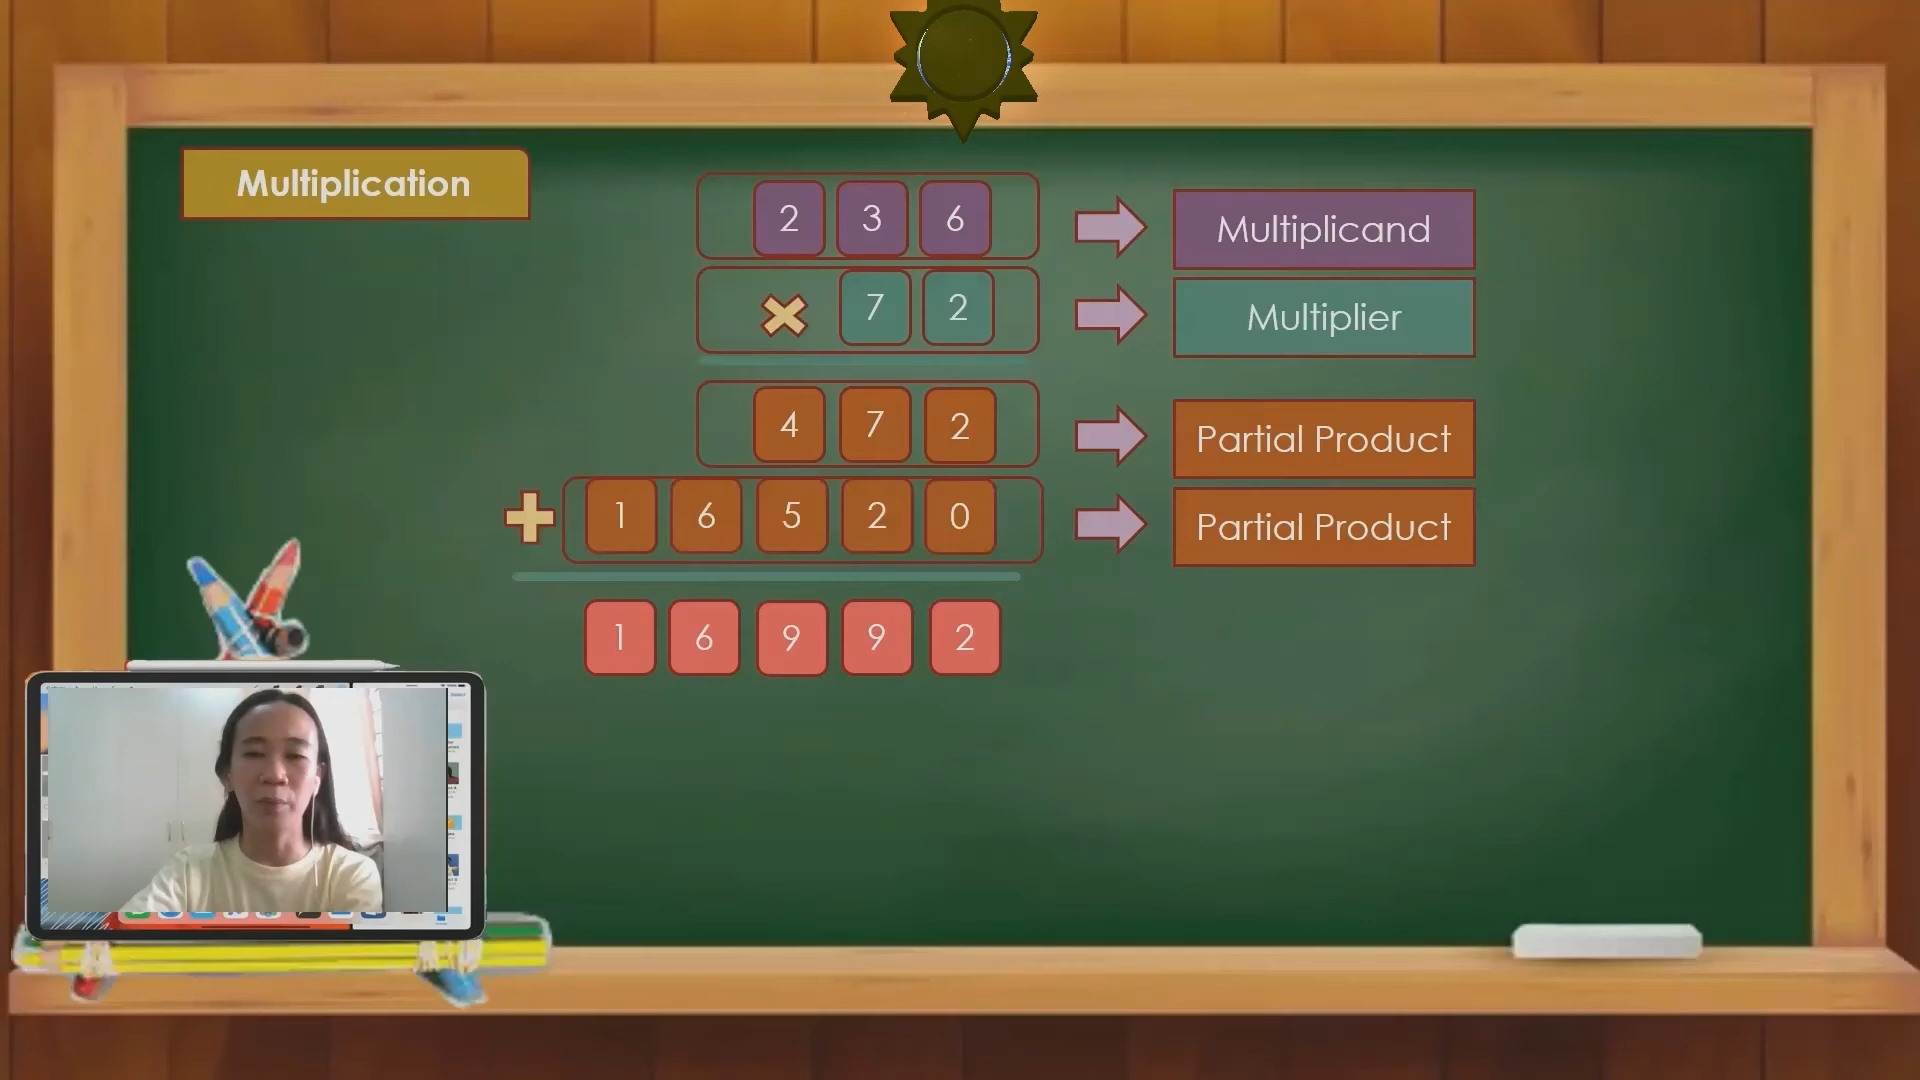 Multiplication
2 3 6 Multiplicand
× 7 2 Multiplier
4 7 2 Partial Product
+ 1 6 5 2 0 Partial Product
1 6 9 9 2